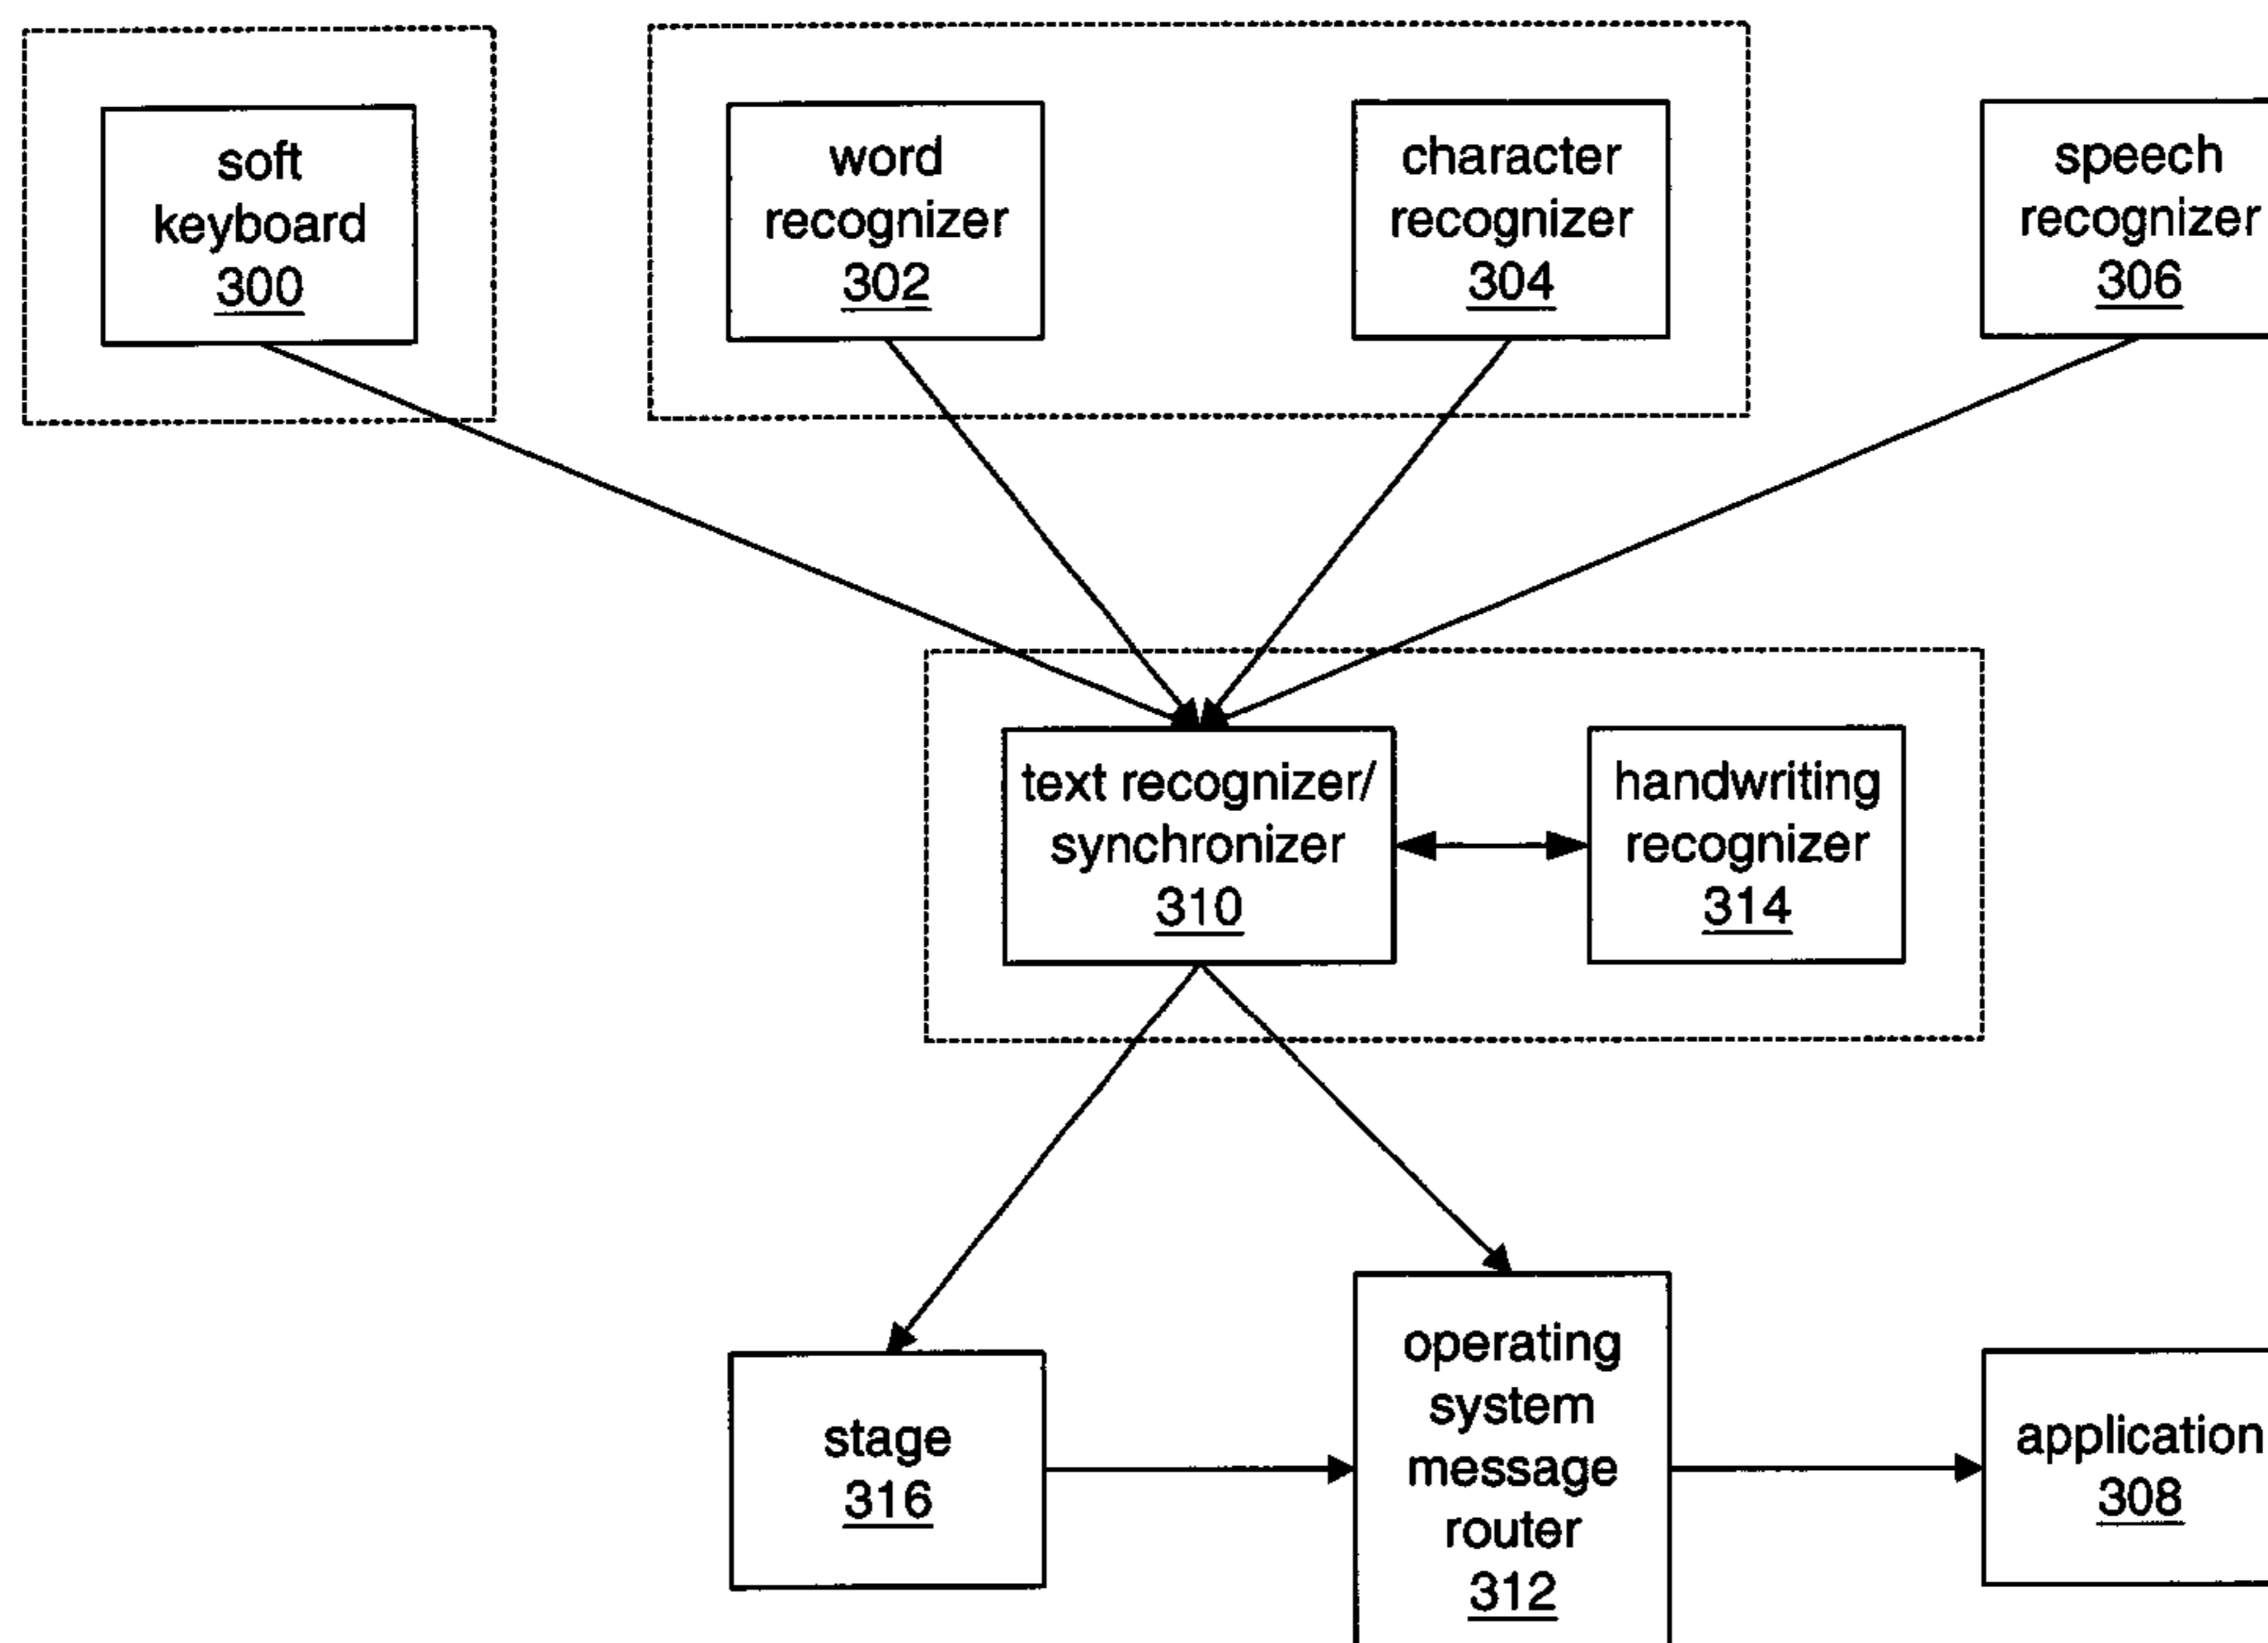 soft
keyboard
300
word
recognizer
302
character
recognizer
304
speech
recognizer
306
text recognizer/
synchronizer
310
handwriting
recognizer
314
stage
316
operating
system
message
router
312
application
308